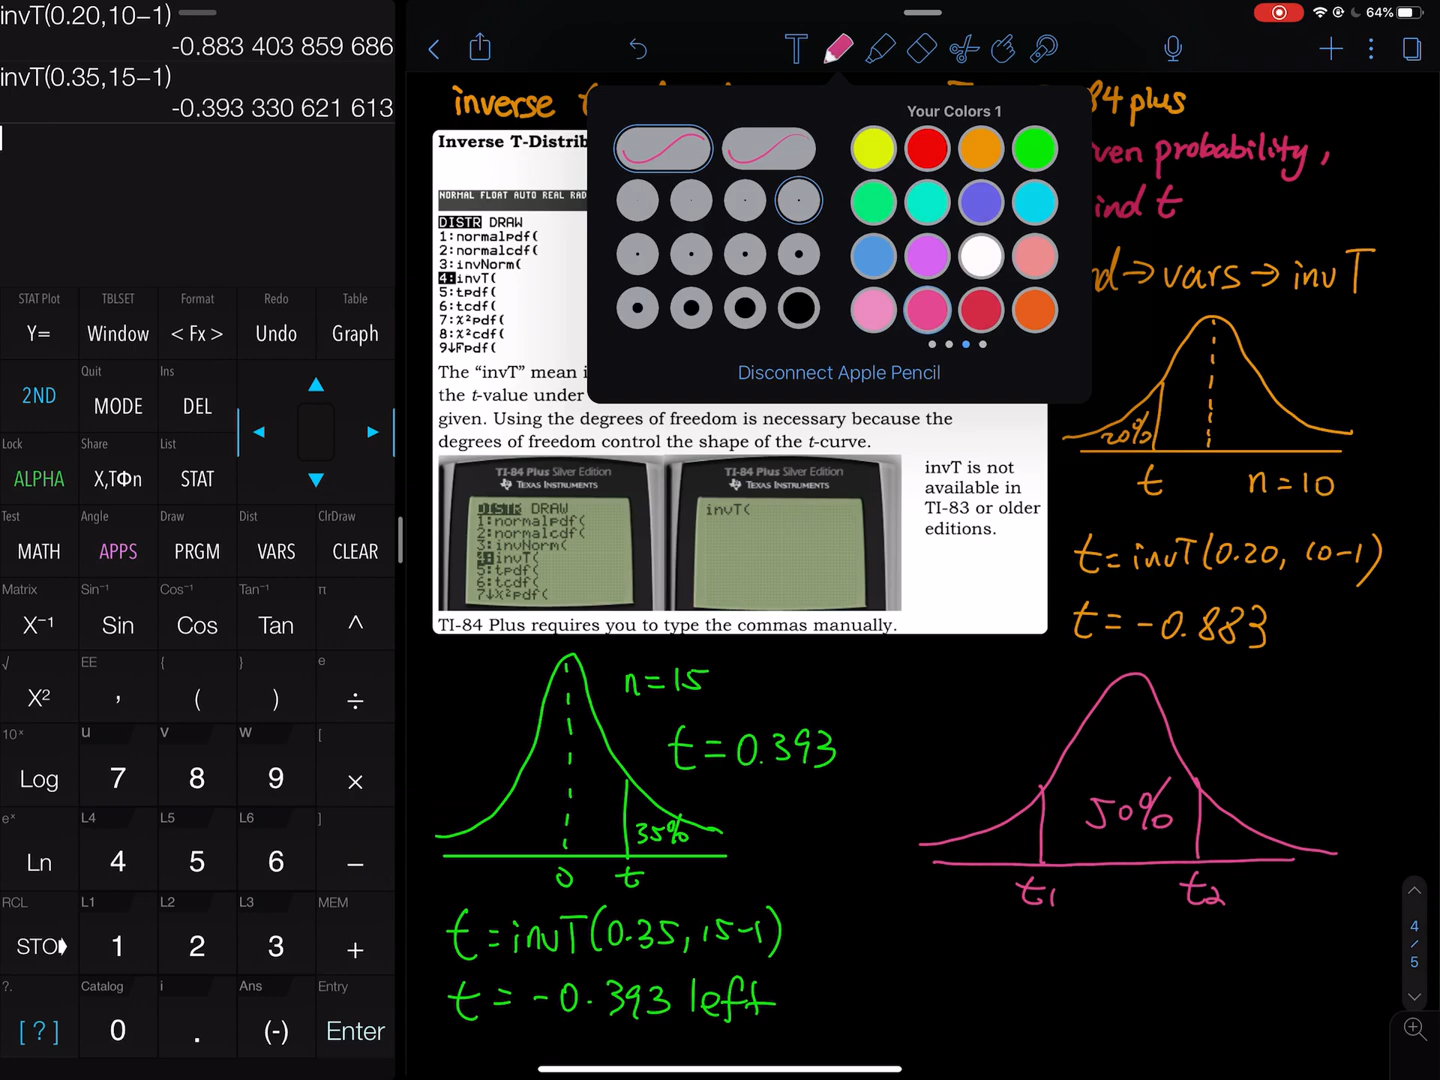 invT(0.20,10−1)
-0.883 403 859 686
invT(0.35,15−1)
-0.393 330 621 613
STAT Plot TBLSET Format Redo Table
Y= Window < Fx > Undo Graph
Quit Ins
2ND MODE DEL
Lock Share List
ALPHA X,TΦn STAT
Test Angle Draw Dist ClrDraw
MATH APPS PRGM VARS CLEAR
Matrix Sin⁻¹ Cos⁻¹ Tan⁻¹ π
X⁻¹ Sin Cos Tan ^
√ EE { } e
X² , ( ) ÷
10ˣ u v w [
Log 7 8 9 ×
eˣ L4 L5 L6 ]
Ln 4 5 6 −
RCL L1 L2 L3 MEM
STO 1 2 3 +
?. Catalog i Ans Entry
[ ? ] 0 . (-) Enter
64%
T
inverse
84 plus
ven probability,
ind t
d→vars→invT
Your Colors 1
Disconnect Apple Pencil
Inverse T-Distrib
NORMAL FLOAT AUTO REAL RAD
DISTR DRAW
1:normalpdf(
2:normalcdf(
3:invNorm(
4:invT(
5:tpdf(
6:tcdf(
7:χ²pdf(
8:χ²cdf(
9↓Fpdf(
The “invT” mean i
the t-value under
given. Using the degrees of freedom is necessary because the
degrees of freedom control the shape of the t-curve.
TI-84 Plus Silver Edition
TEXAS INSTRUMENTS
DISTR DRAW
1:normalpdf(
2:normalcdf(
3:invNorm(
4:invT(
5:tpdf(
6:tcdf(
7↓χ²pdf(
TI-84 Plus Silver Edition
TEXAS INSTRUMENTS
invT(
invT is not
available in
TI-83 or older
editions.
TI-84 Plus requires you to type the commas manually.
20%
t n=10
t=invT(0.20, 10-1)
t=-0.883
n=15
t=0.393
35%
0 t
t=invT(0.35,15-1)
t=-0.393 left
50%
t1 t2
4
/
5